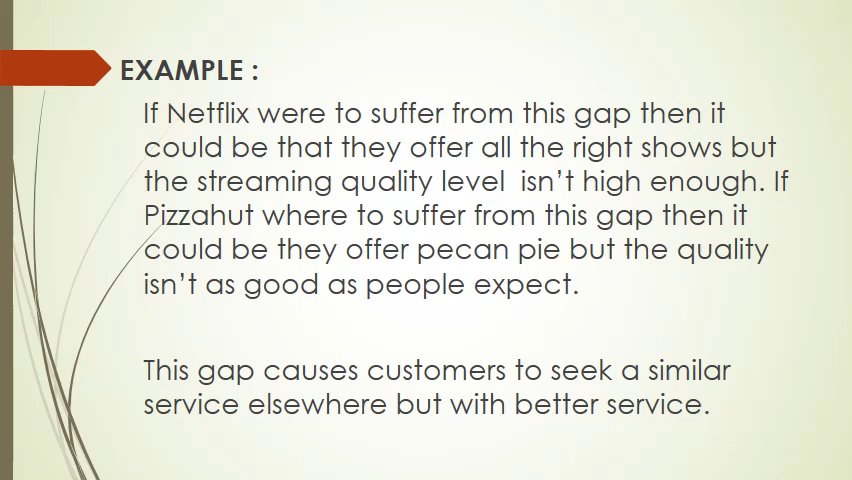 EXAMPLE :
If Netflix were to suffer from this gap then it
could be that they offer all the right shows but
the streaming quality level  isn't high enough. If
Pizzahut where to suffer from this gap then it
could be they offer pecan pie but the quality
isn't as good as people expect.
This gap causes customers to seek a similar
service elsewhere but with better service.